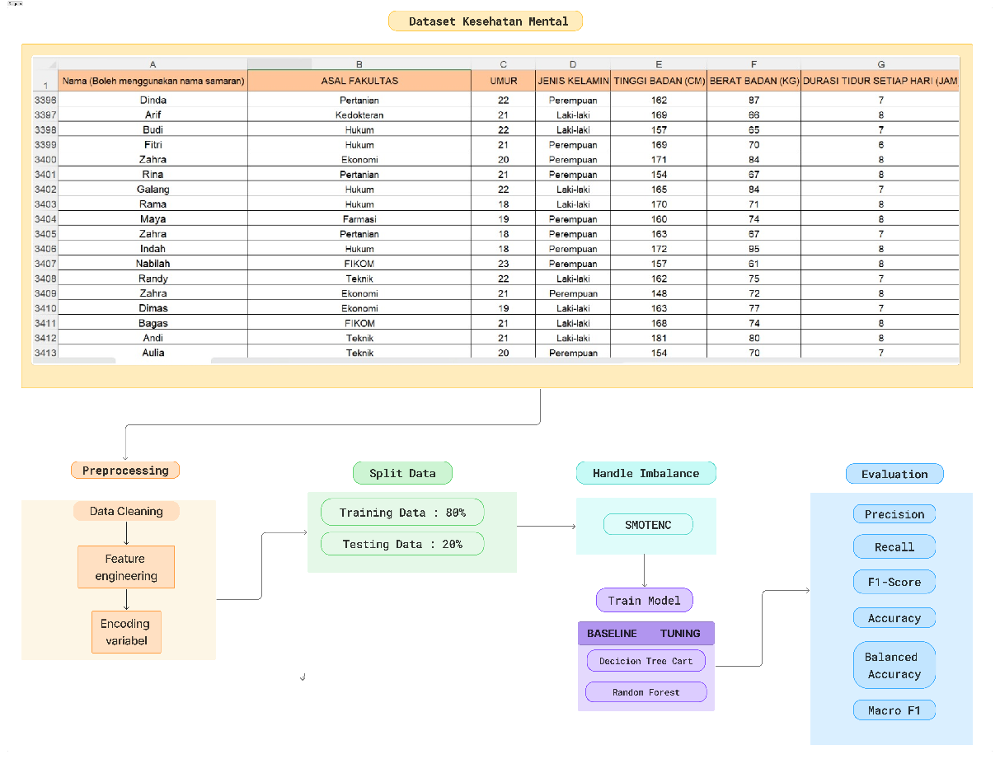 Dataset Kesehatan Mental
A B C D E F G
1 Nama (Boleh menggunakan nama samaran) ASAL FAKULTAS UMUR JENIS KELAMIN TINGGI BADAN (CM) BERAT BADAN (KG) DURASI TIDUR SETIAP HARI (JAM
3396 Dinda Pertanian 22 Perempuan 162 87 7
3397 Arif Kedokteran 21 Laki-laki 169 66 8
3398 Budi Hukum 22 Laki-laki 157 65 7
3399 Fitri Hukum 21 Perempuan 169 70 6
3400 Zahra Ekonomi 20 Perempuan 171 84 8
3401 Rina Pertanian 21 Perempuan 154 67 8
3402 Galang Hukum 22 Laki-laki 165 84 7
3403 Rama Hukum 18 Laki-laki 170 71 8
3404 Maya Farmasi 19 Perempuan 160 74 8
3405 Zahra Pertanian 18 Perempuan 163 67 7
3406 Indah Hukum 18 Perempuan 172 95 8
3407 Nabilah FIKOM 23 Perempuan 157 61 8
3408 Randy Teknik 22 Laki-laki 162 75 7
3409 Zahra Ekonomi 21 Perempuan 148 72 8
3410 Dimas Ekonomi 19 Laki-laki 163 77 7
3411 Bagas FIKOM 21 Laki-laki 168 74 8
3412 Andi Teknik 21 Laki-laki 181 80 8
3413 Aulia Teknik 20 Perempuan 154 70 7
Preprocessing
Data Cleaning
Feature
engineering
Encoding
variabel
Split Data
Training Data : 80%
Testing Data : 20%
Handle Imbalance
SMOTENC
Train Model
BASELINE TUNING
Decicion Tree Cart
Random Forest
Evaluation
Precision
Recall
F1-Score
Accuracy
Balanced
Accuracy
Macro F1